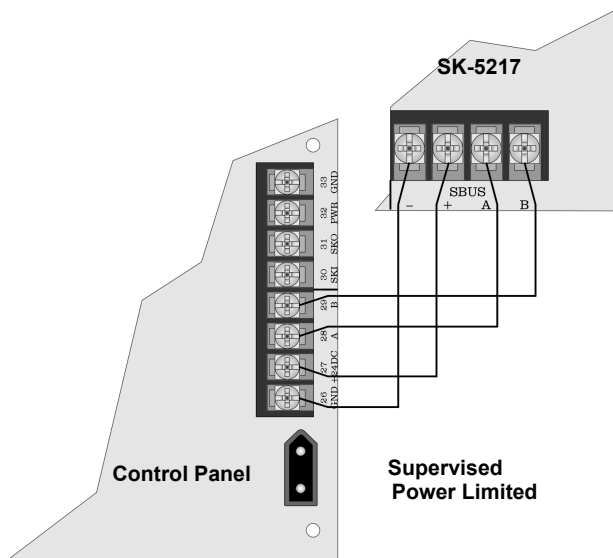 SK-5217
SBUS
- + A B
33 GND
32 PWR
31 SKO
30 SKI
29 B
28 A
27 +24DC
26 GND
Control Panel
Supervised
Power Limited